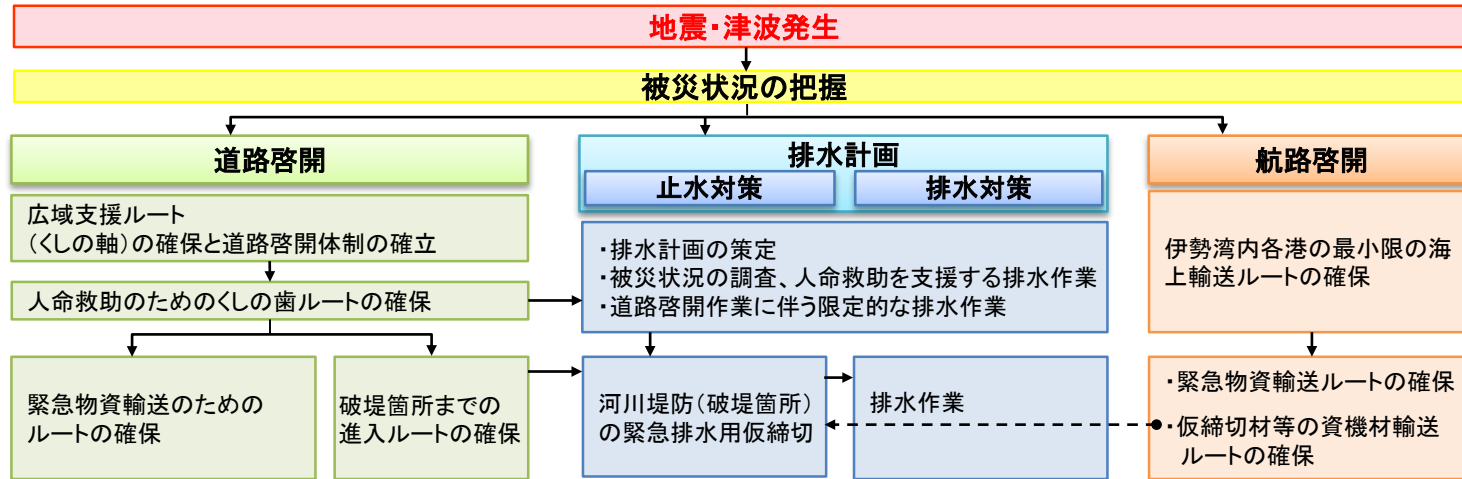 地震・津波発生
被災状況の把握
道路啓開
広域支援ルート
（くしの軸）の確保と道路啓開体制の確立
人命救助のためのくしの歯ルートの確保
緊急物資輸送のための
ルートの確保
破堤箇所までの
進入ルートの確保
排水計画
止水対策
排水対策
・排水計画の策定
・被災状況の調査、人命救助を支援する排水作業
・道路啓開作業に伴う限定的な排水作業
河川堤防（破堤箇所）
の緊急排水用仮締切
排水作業
航路啓開
伊勢湾内各港の最小限の海
上輸送ルートの確保
・緊急物資輸送ルートの確保
・仮締切材等の資機材輸送
ルートの確保